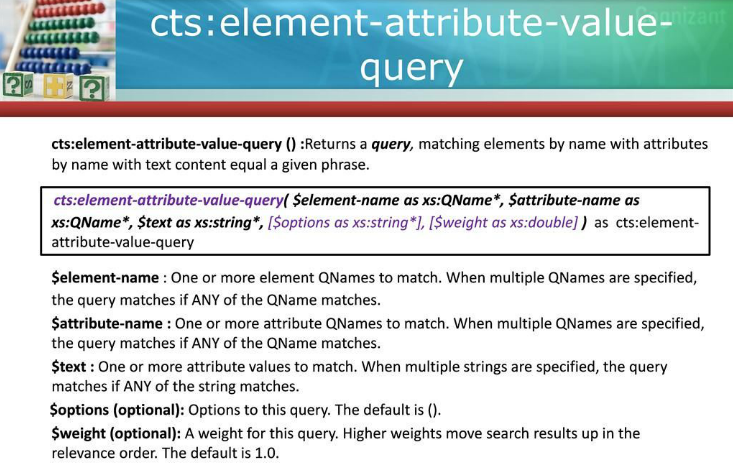 cts:element-attribute-value-
query
Cognizant
cts:element-attribute-value-query () :Returns a query, matching elements by name with attributes
by name with text content equal a given phrase.
cts:element-attribute-value-query( $element-name as xs:QName*, $attribute-name as
xs:QName*, $text as xs:string*, [$options as xs:string*], [$weight as xs:double] ) as cts:element-
attribute-value-query
$element-name : One or more element QNames to match. When multiple QNames are specified,
the query matches if ANY of the QName matches.
$attribute-name : One or more attribute QNames to match. When multiple QNames are specified,
the query matches if ANY of the QName matches.
$text : One or more attribute values to match. When multiple strings are specified, the query
matches if ANY of the string matches.
$options (optional): Options to this query. The default is ().
$weight (optional): A weight for this query. Higher weights move search results up in the
relevance order. The default is 1.0.